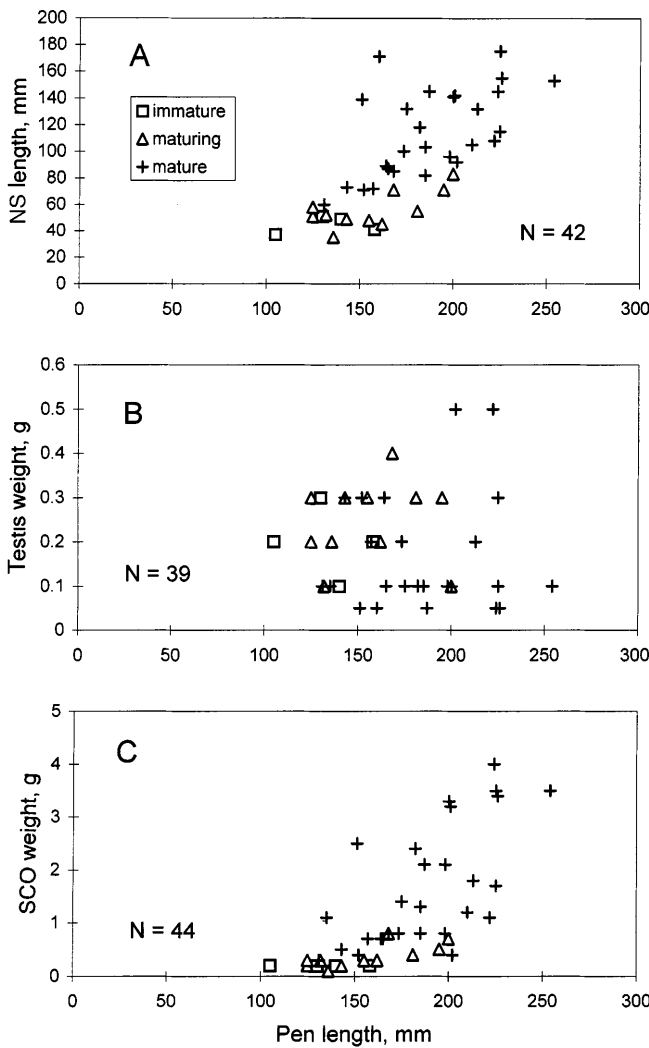 A
200
180
160
140
120
100
80
60
40
20
0
NS length, mm
immature
maturing
mature
N = 42
0 50 100 150 200 250 300
B
0.6
0.5
0.4
0.3
0.2
0.1
0
Testis weight, g
N = 39
0 50 100 150 200 250 300
C
5
4
3
2
1
0
SCO weight, g
N = 44
0 50 100 150 200 250 300
Pen length, mm